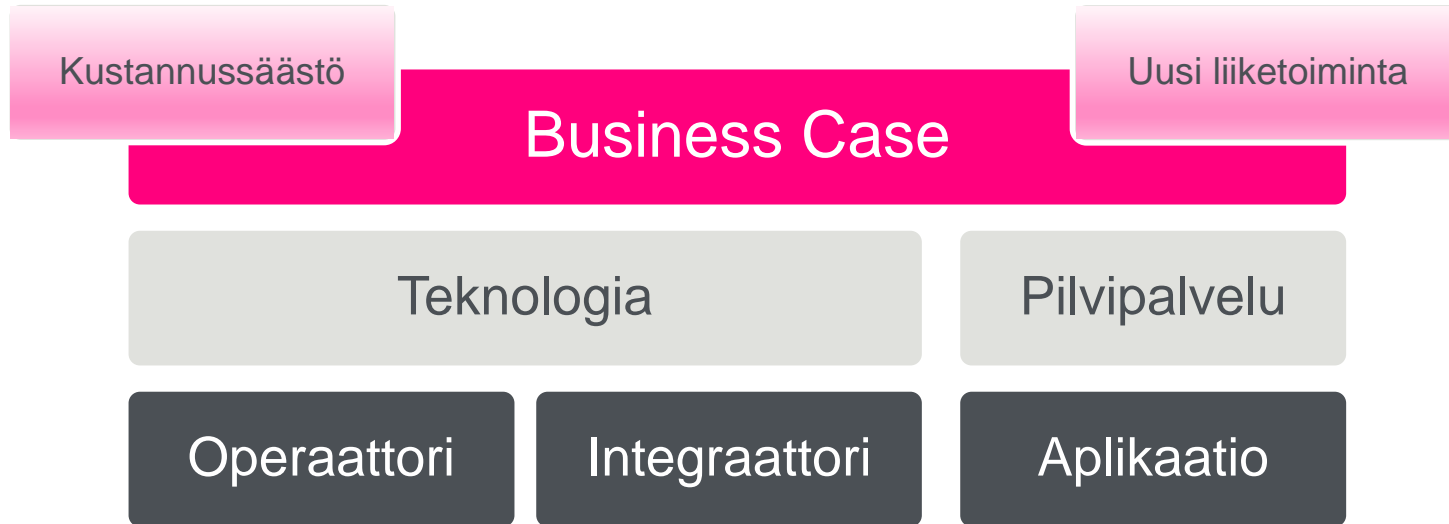 Kustannussäästö
Uusi liiketoiminta
Business Case
Teknologia
Pilvipalvelu
Operaattori
Integraattori
Aplikaatio